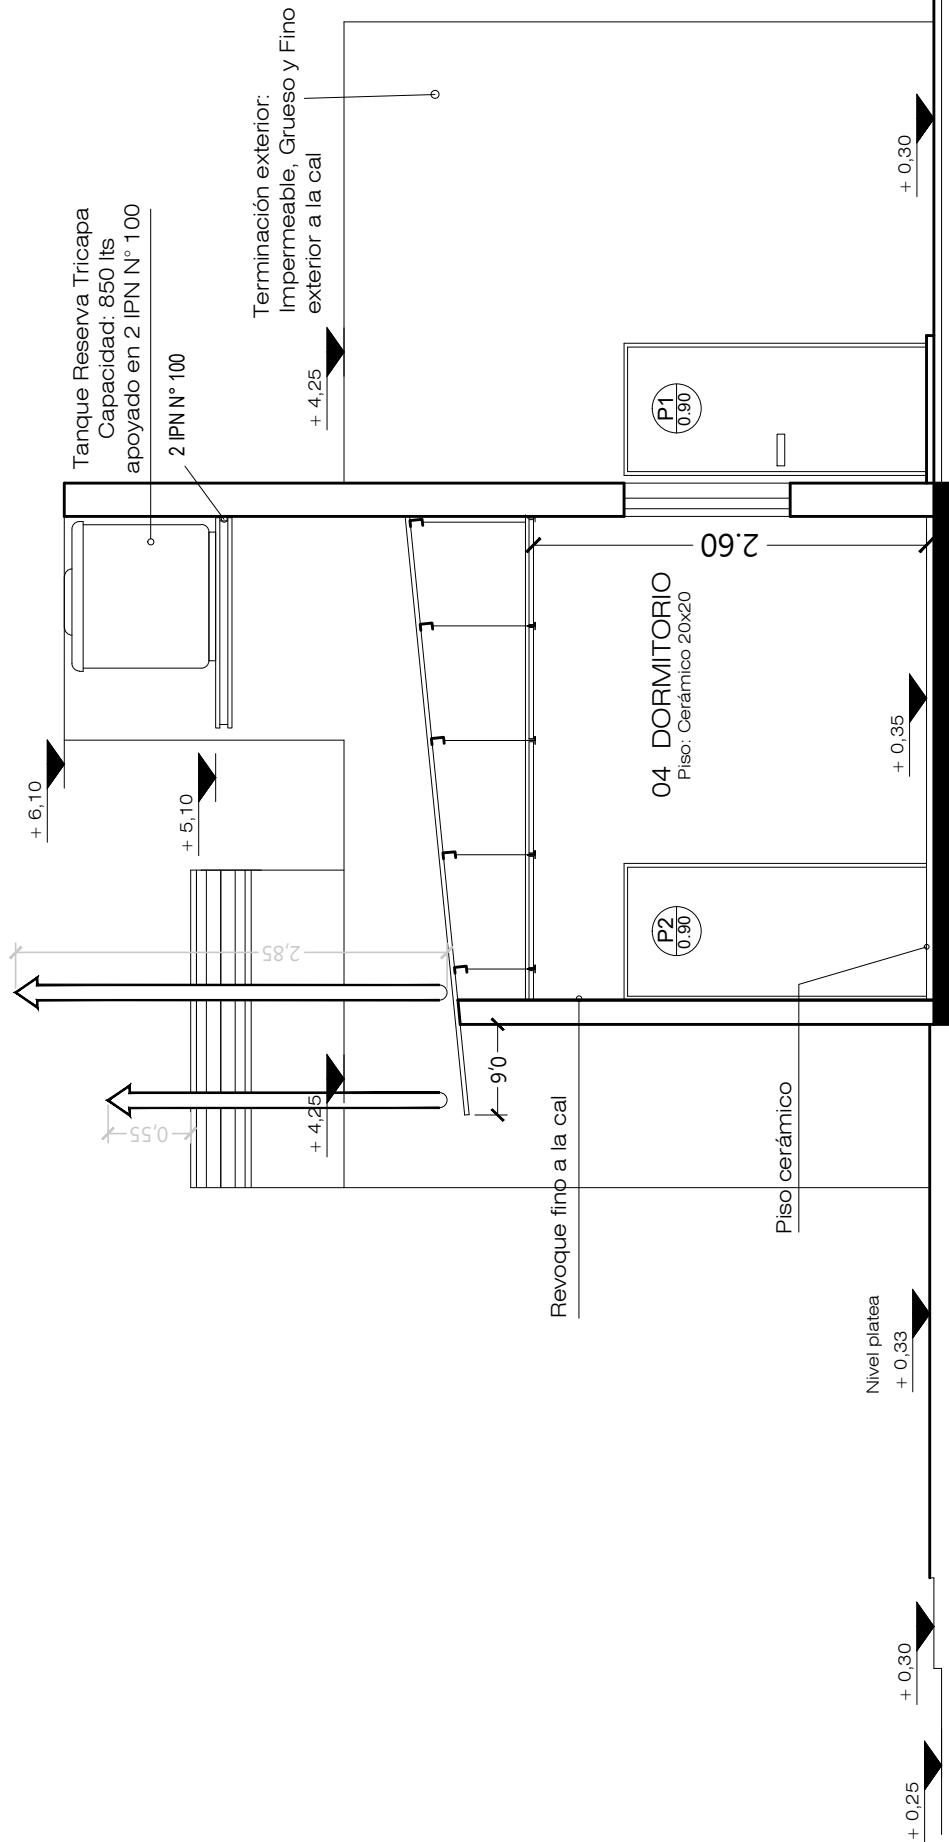 Tanque Reserva Tricapa
Capacidad: 850 lts
apoyado en 2 IPN N° 100
2 IPN N° 100
Terminación exterior:
Impermeable, Grueso y Fino
exterior a la cal
+ 6,10
+ 5,10
+ 4,25
+ 4,25
2,85
0,55
0,6
2.60
04 DORMITORIO
Piso: Cerámico 20x20
P1
0.90
P2
0.90
Revoque fino a la cal
Piso cerámico
Nivel platea
+ 0,33
+ 0,35
+ 0,30
+ 0,30
+ 0,25